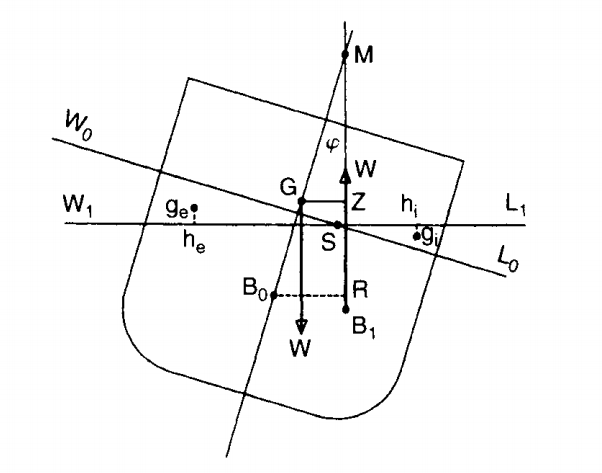 M
W₀
φ
W
G
Z
W₁
gₑ
hᵢ
L₁
hₑ
S
gᵢ
L₀
B₀
R
B₁
W